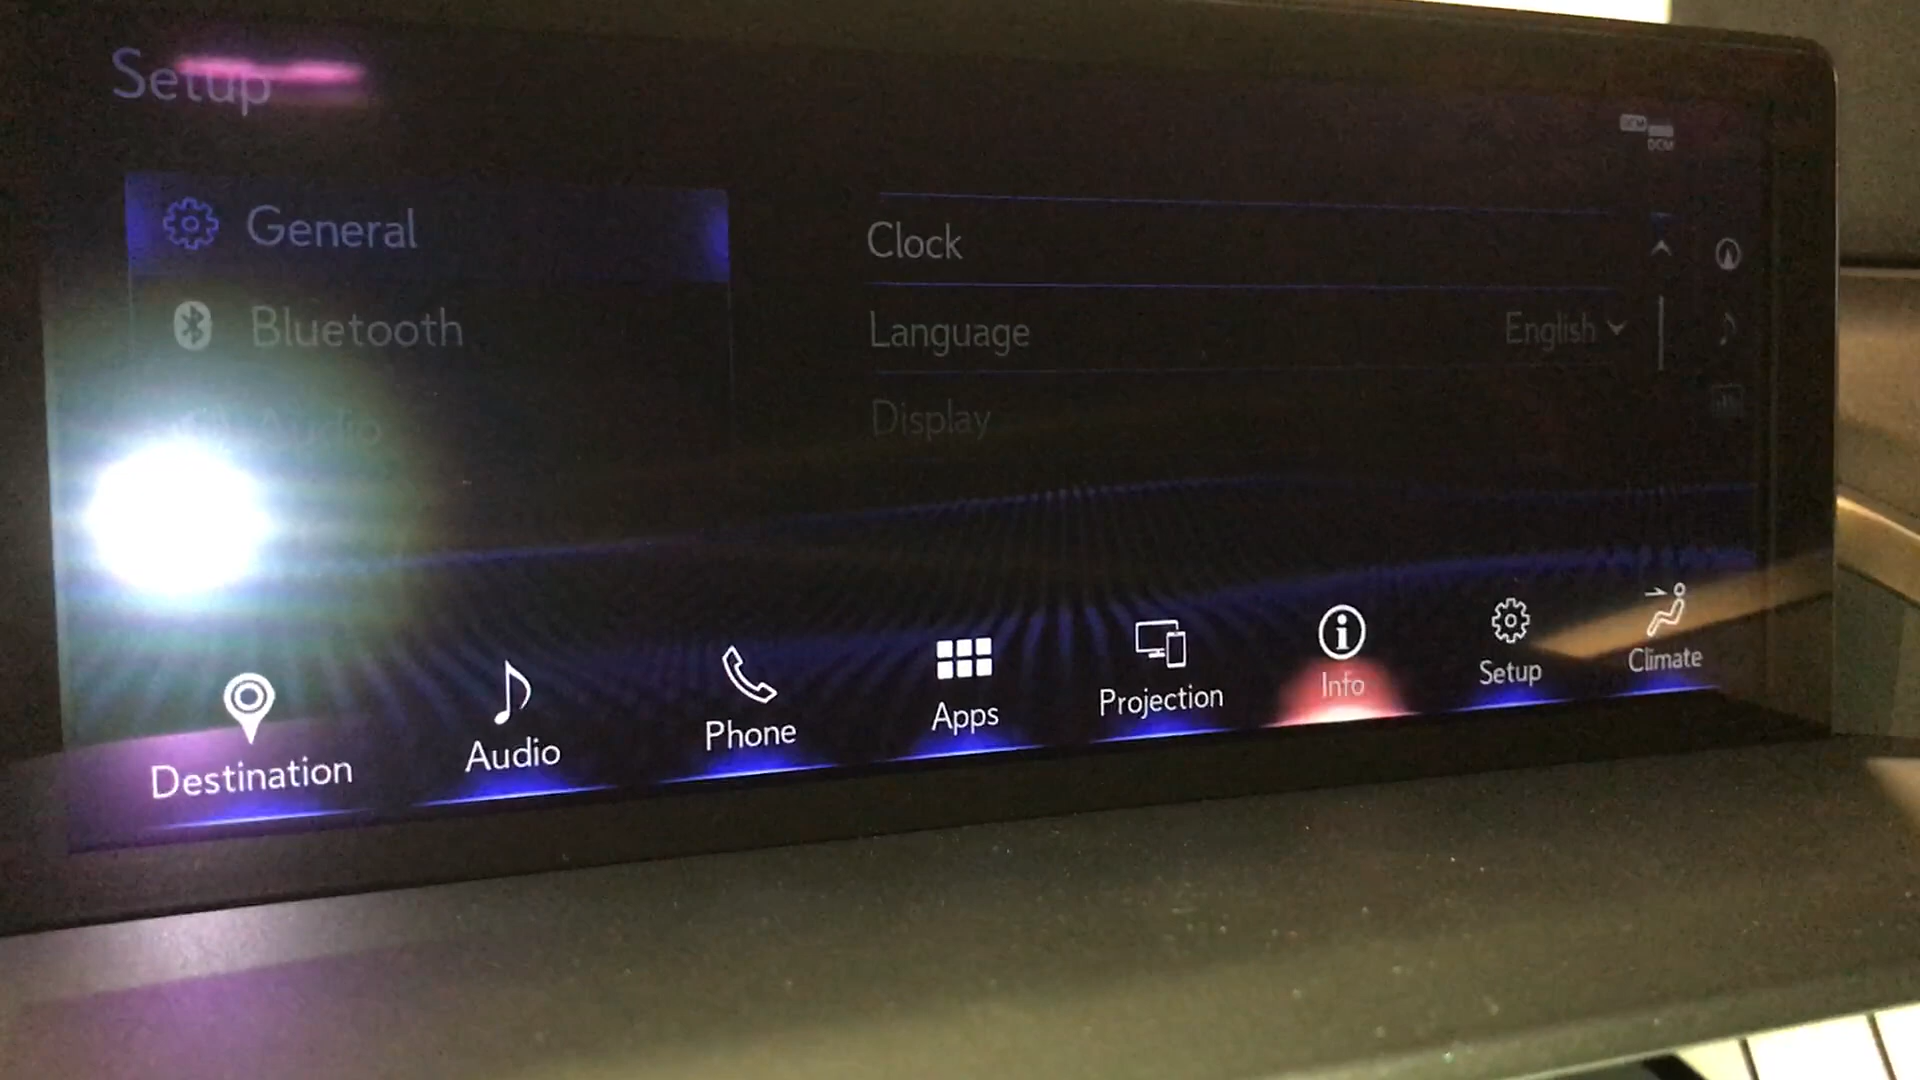 Setup
DCM
General
Clock
Bluetooth
Language
English
Audio
Display
Destination
Audio
Phone
Apps
Projection
Info
Setup
Climate